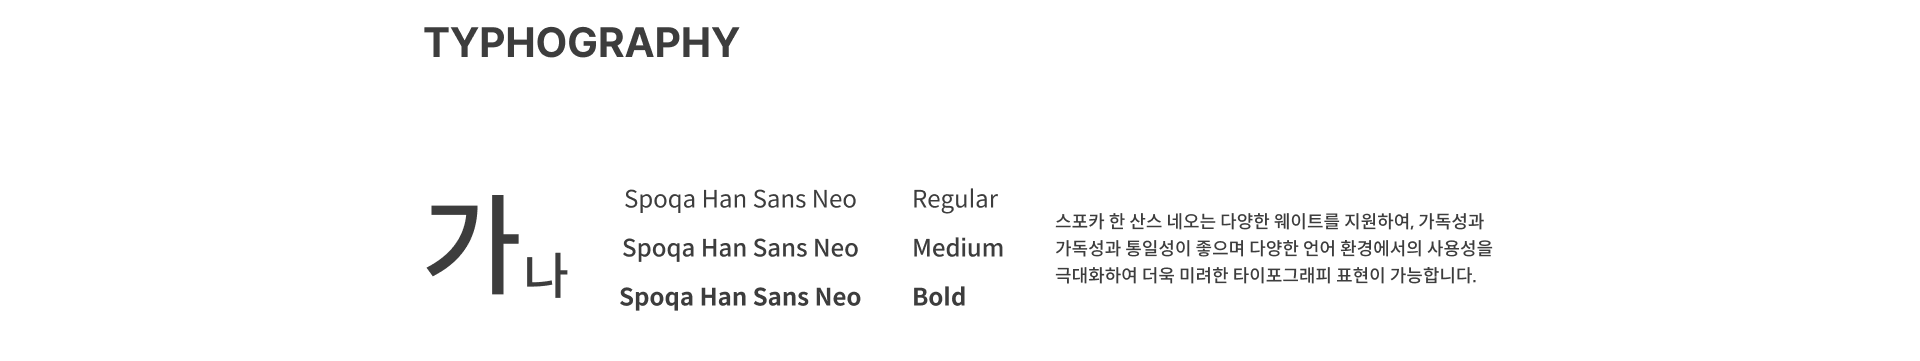 TYPHOGRAPHY
가나
Spoqa Han Sans Neo Regular
Spoqa Han Sans Neo Medium
Spoqa Han Sans Neo Bold
스포카 한 산스 네오는 다양한 웨이트를 지원하여, 가독성과
가독성과 통일성이 좋으며 다양한 언어 환경에서의 사용성을
극대화하여 더욱 미려한 타이포그래피 표현이 가능합니다.